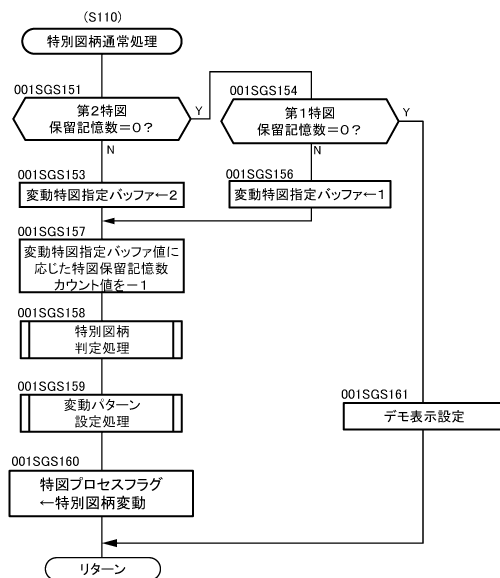 (S110)
特別図柄通常処理
001SGS151
第2特図
保留記憶数=0?
Y
N
001SGS154
第1特図
保留記憶数=0?
Y
N
001SGS153
変動特図指定バッファ←2
001SGS156
変動特図指定バッファ←1
001SGS157
変動特図指定バッファ値に
応じた特図保留記憶数
カウント値を－1
001SGS158
特別図柄
判定処理
001SGS159
変動パターン
設定処理
001SGS161
デモ表示設定
001SGS160
特図プロセスフラグ
←特別図柄変動
リターン